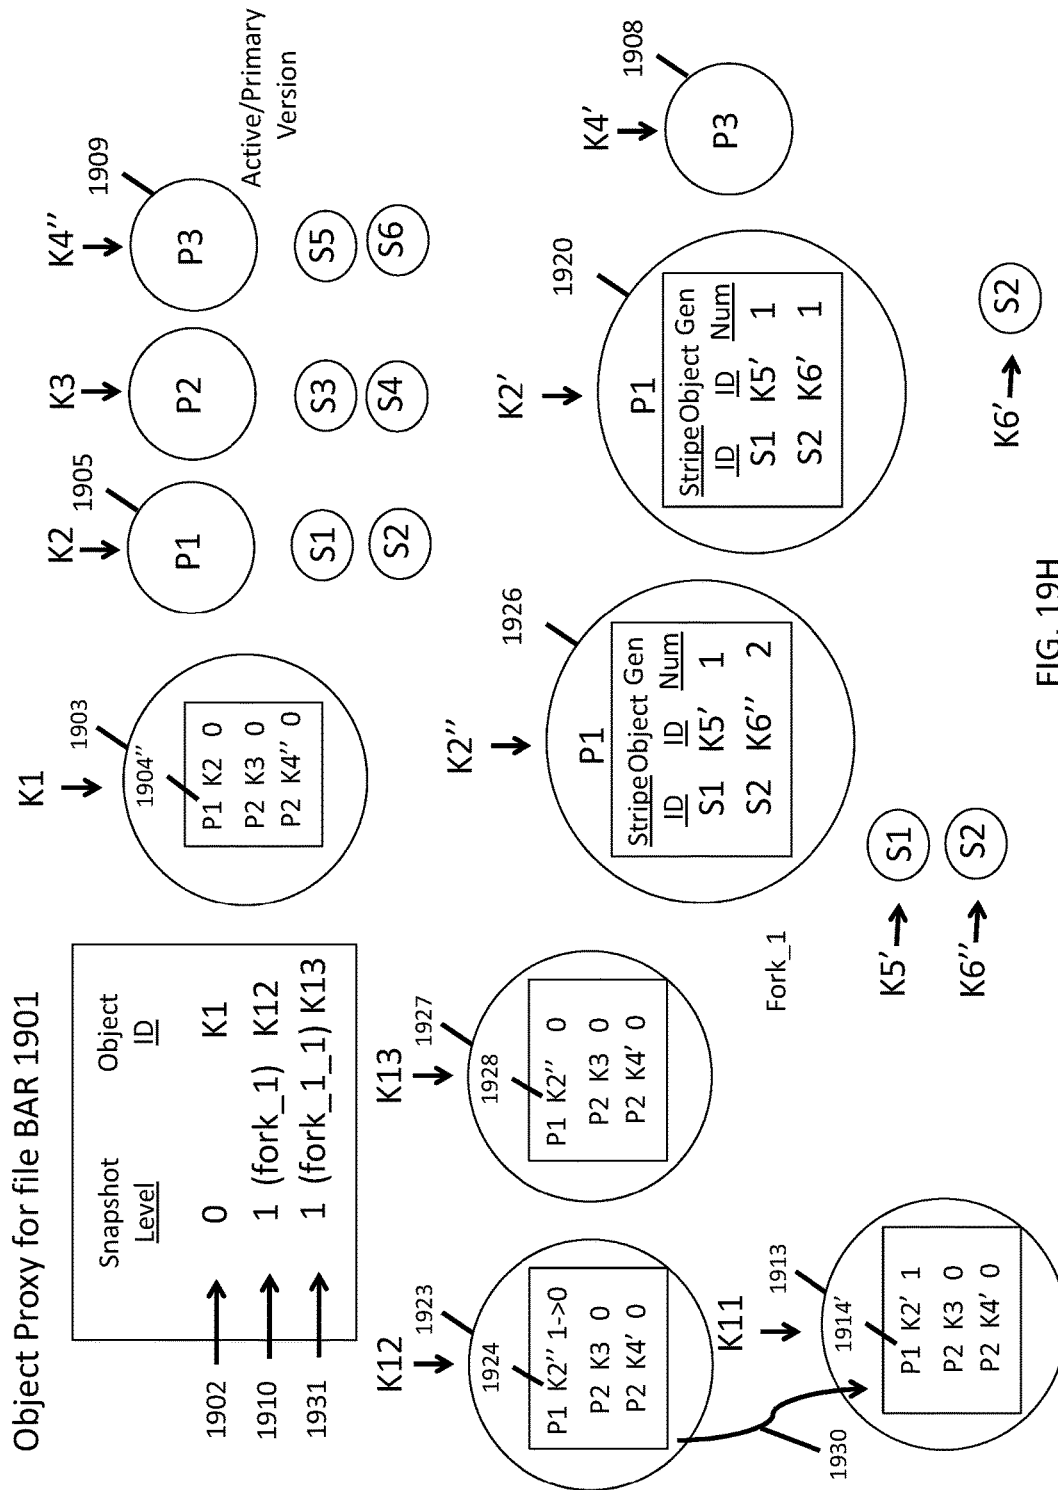 Object Proxy for file BAR 1901
Snapshot Object
Level ID
1902 0 K1
1910 1 (fork_1) K12
1931 1 (fork_1_1) K13
K1
1903
1904''
P1 K2 0
P2 K3 0
P2 K4'' 0
K2
1905
P1
S1
S2
K3
P2
S3
S4
K4''
1909
P3
S5
S6
Active/Primary
Version
K12
1923
1924
P1 K2'' 1->0
P2 K3 0
P2 K4' 0
K13
1927
1928
P1 K2'' 0
P2 K3 0
P2 K4' 0
K2''
1926
P1
Stripe Object Gen
ID ID Num
S1 K5' 1
S2 K6'' 2
K2'
1920
P1
Stripe Object Gen
ID ID Num
S1 K5' 1
S2 K6' 1
K4'
1908
P3
Fork_1
K11
1913
1914'
P1 K2' 1
P2 K3 0
P2 K4' 0
1930
K5' S1
K6'' S2
K6' S2
FIG. 19H